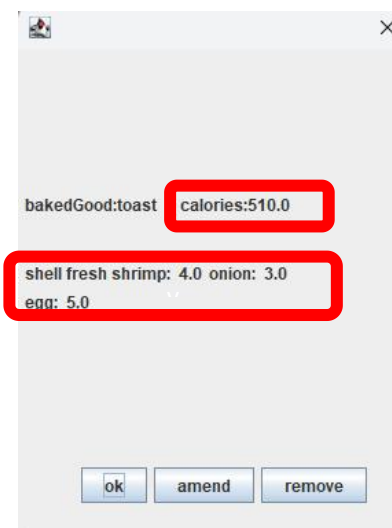 bakedGood:toast calories:510.0
shell fresh shrimp: 4.0 onion: 3.0
egg: 5.0
ok amend remove